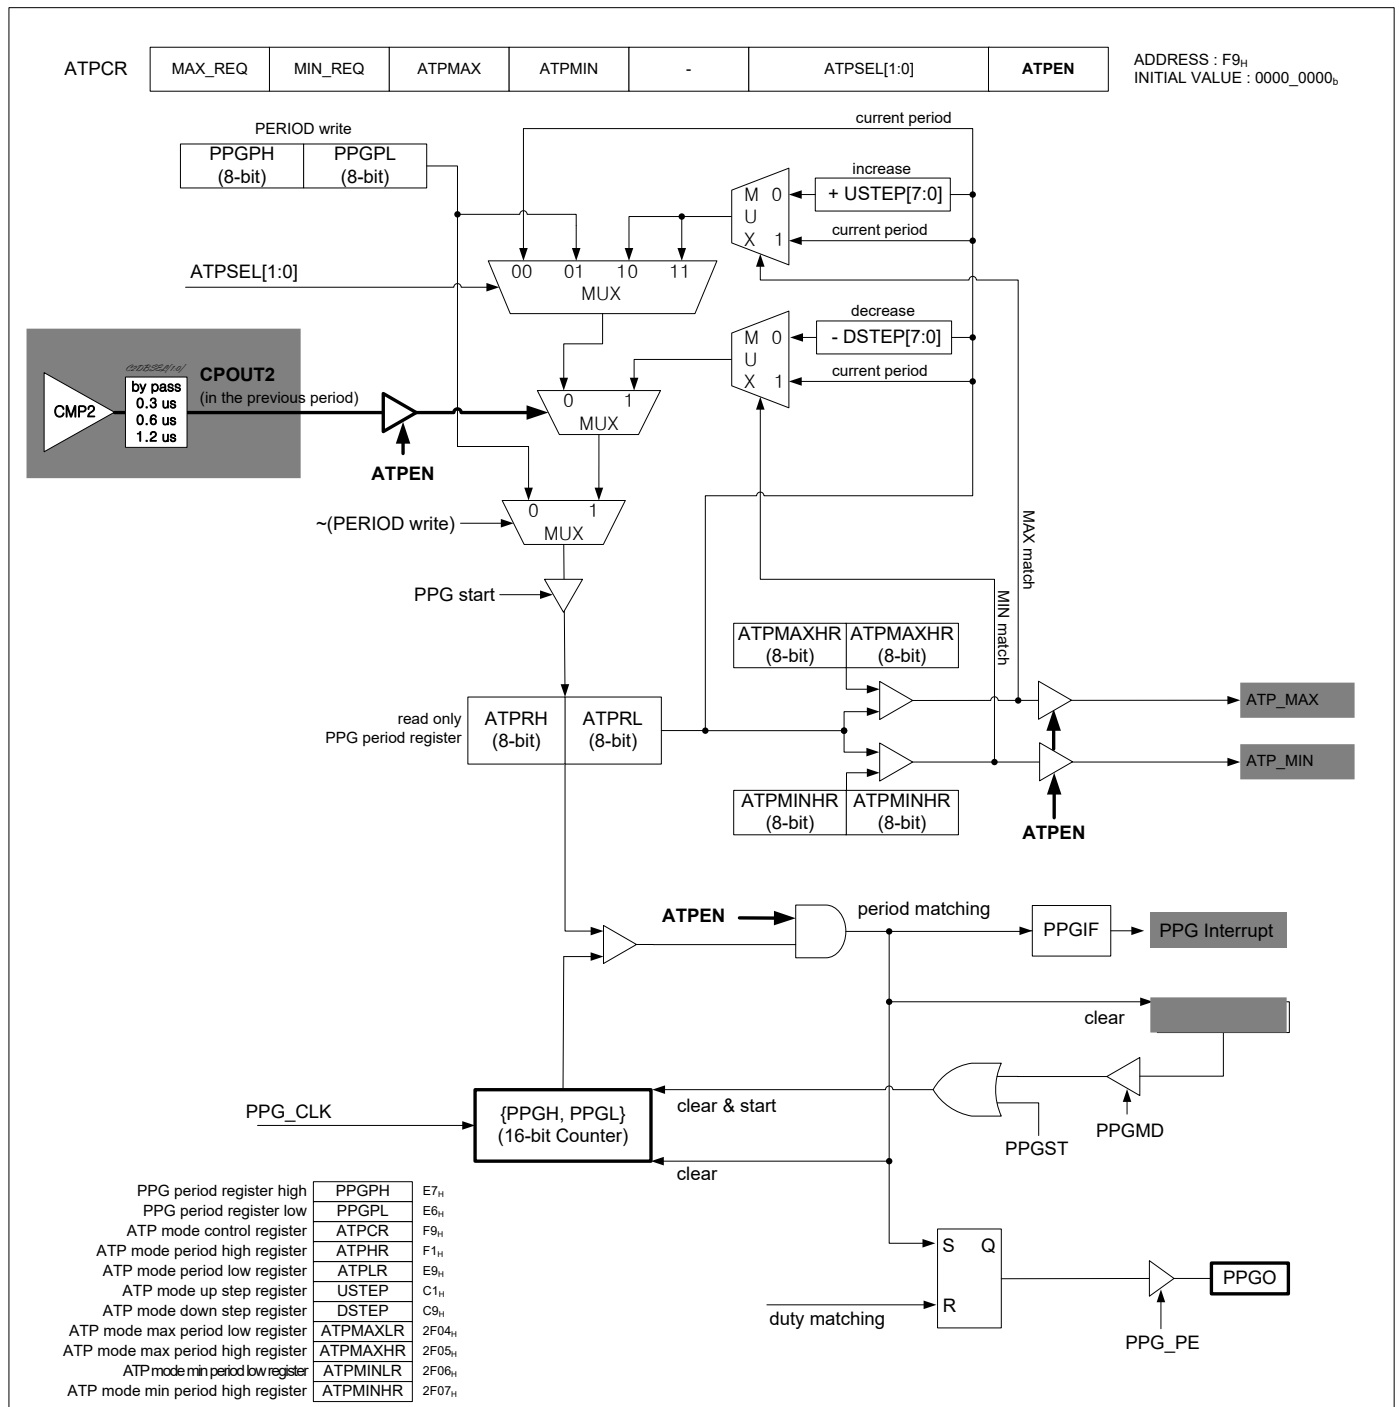 ATPCR MAX_REQ MIN_REQ ATPMAX ATPMIN - ATPSEL[1:0] ATPEN
ADDRESS : F9H
INITIAL VALUE : 0000_0000b
current period
PERIOD write
PPGPH PPGPL
(8-bit) (8-bit)
increase
M 0 + USTEP[7:0]
U
X 1 current period
ATPSEL[1:0]
00 01 10 11
MUX
decrease
M 0 - DSTEP[7:0]
U
X 1 current period
C2DBSEL[1:0]
CMP2
by pass
0.3 us
0.6 us
1.2 us
CPOUT2
(in the previous period)
ATPEN
0 1
MUX
~(PERIOD write)
0 1
MUX
PPG start
MAX match
MIN match
ATPMAXHR ATPMAXHR
(8-bit) (8-bit)
read only
PPG period register
ATPRH ATPRL
(8-bit) (8-bit)
ATP_MAX
ATP_MIN
ATPMINHR ATPMINHR
(8-bit) (8-bit)
ATPEN
ATPEN
period matching
PPGIF
PPG Interrupt
clear
PPG_CLK
{PPGH, PPGL}
(16-bit Counter)
clear & start
PPGST
PPGMD
clear
PPG period register high PPGPH E7H
PPG period register low PPGPL E6H
ATP mode control register ATPCR F9H
ATP mode period high register ATPHR F1H
ATP mode period low register ATPLR E9H
ATP mode up step register USTEP C1H
ATP mode down step register DSTEP C9H
ATP mode max period low register ATPMAXLR 2F04H
ATP mode max period high register ATPMAXHR 2F05H
ATP mode min period low register ATPMINLR 2F06H
ATP mode min period high register ATPMINHR 2F07H
S Q
R
duty matching
PPGO
PPG_PE